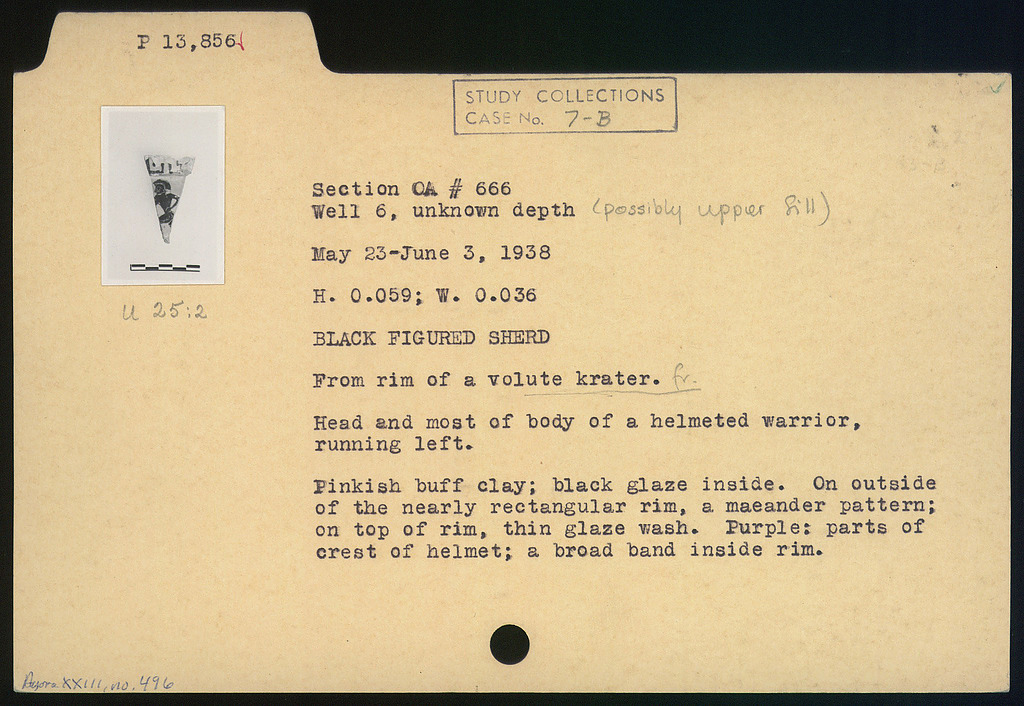 P 13,856
STUDY COLLECTIONS
CASE No. 7-B
Section OA # 666
Well 6, unknown depth (possibly upper fill)
May 23-June 3, 1938
H. 0.059; W. 0.036
U 25:2
BLACK FIGURED SHERD
From rim of a volute krater. fr.
Head and most of body of a helmeted warrior,
running left.
Pinkish buff clay; black glaze inside. On outside
of the nearly rectangular rim, a maeander pattern;
on top of rim, thin glaze wash. Purple: parts of
crest of helmet; a broad band inside rim.
Agora XXIII, no. 496